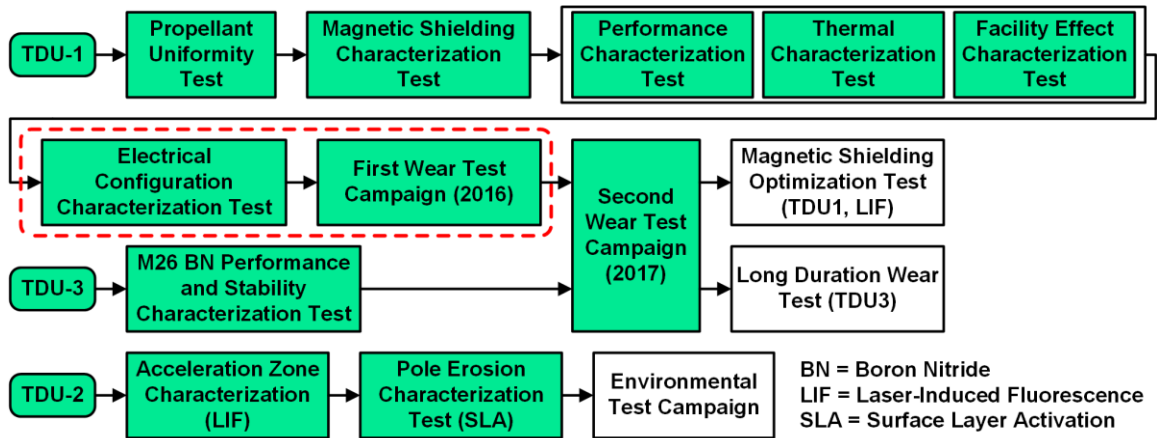 TDU-1
Propellant
Uniformity
Test
Magnetic Shielding
Characterization
Test
Performance
Characterization
Test
Thermal
Characterization
Test
Facility Effect
Characterization
Test
Electrical
Configuration
Characterization Test
First Wear Test
Campaign (2016)
Second
Wear Test
Campaign
(2017)
Magnetic Shielding
Optimization Test
(TDU1, LIF)
TDU-3
M26 BN Performance
and Stability
Characterization Test
Long Duration Wear
Test (TDU3)
TDU-2
Acceleration Zone
Characterization
(LIF)
Pole Erosion
Characterization
Test (SLA)
Environmental
Test Campaign
BN = Boron Nitride
LIF = Laser-Induced Fluorescence
SLA = Surface Layer Activation